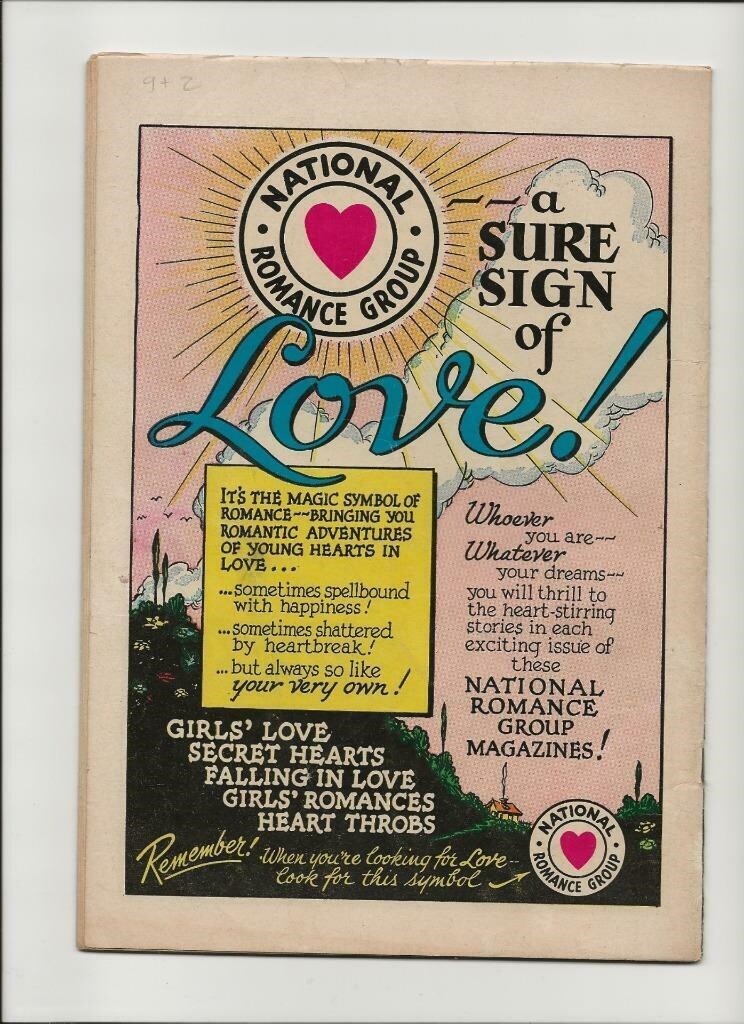 9+ 2
NATIONAL
ROMANCE GROUP
~~a
SURE
SIGN
of
Love!
IT'S THE MAGIC SYMBOL OF
ROMANCE~~BRINGING YOU
ROMANTIC ADVENTURES
OF YOUNG HEARTS IN
LOVE...
...sometimes spellbound
with happiness!
...sometimes shattered
by heartbreak!
...but always so like
your very own!
Whoever
you are~~
Whatever
your dreams~~
you will thrill to
the heart-stirring
stories in each
exciting issue of
these
NATIONAL
ROMANCE
GROUP
MAGAZINES!
GIRLS' LOVE
SECRET HEARTS
FALLING IN LOVE
GIRLS' ROMANCES
HEART THROBS
Remember! When you're looking for Love--
look for this symbol
NATIONAL
ROMANCE GROUP